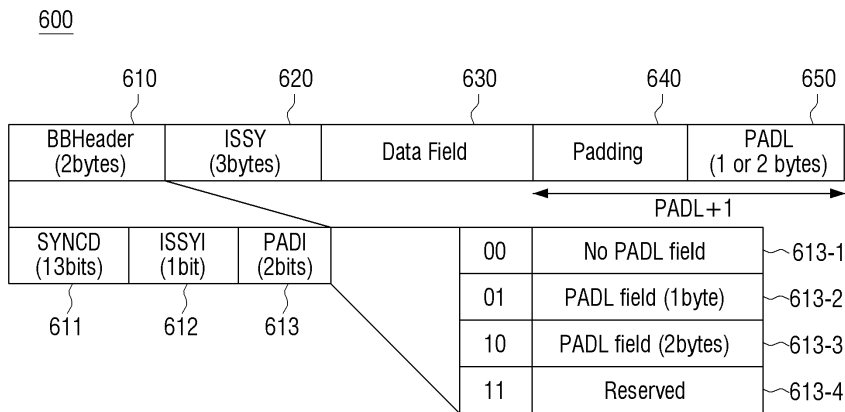 600
610 620 630 640 650
BBHeader (2bytes) ISSY (3bytes) Data Field Padding PADL (1 or 2 bytes)
PADL+1
SYNCD (13bits) ISSYI (1bit) PADI (2bits)
611 612 613
00 No PADL field 613-1
01 PADL field (1byte) 613-2
10 PADL field (2bytes) 613-3
11 Reserved 613-4